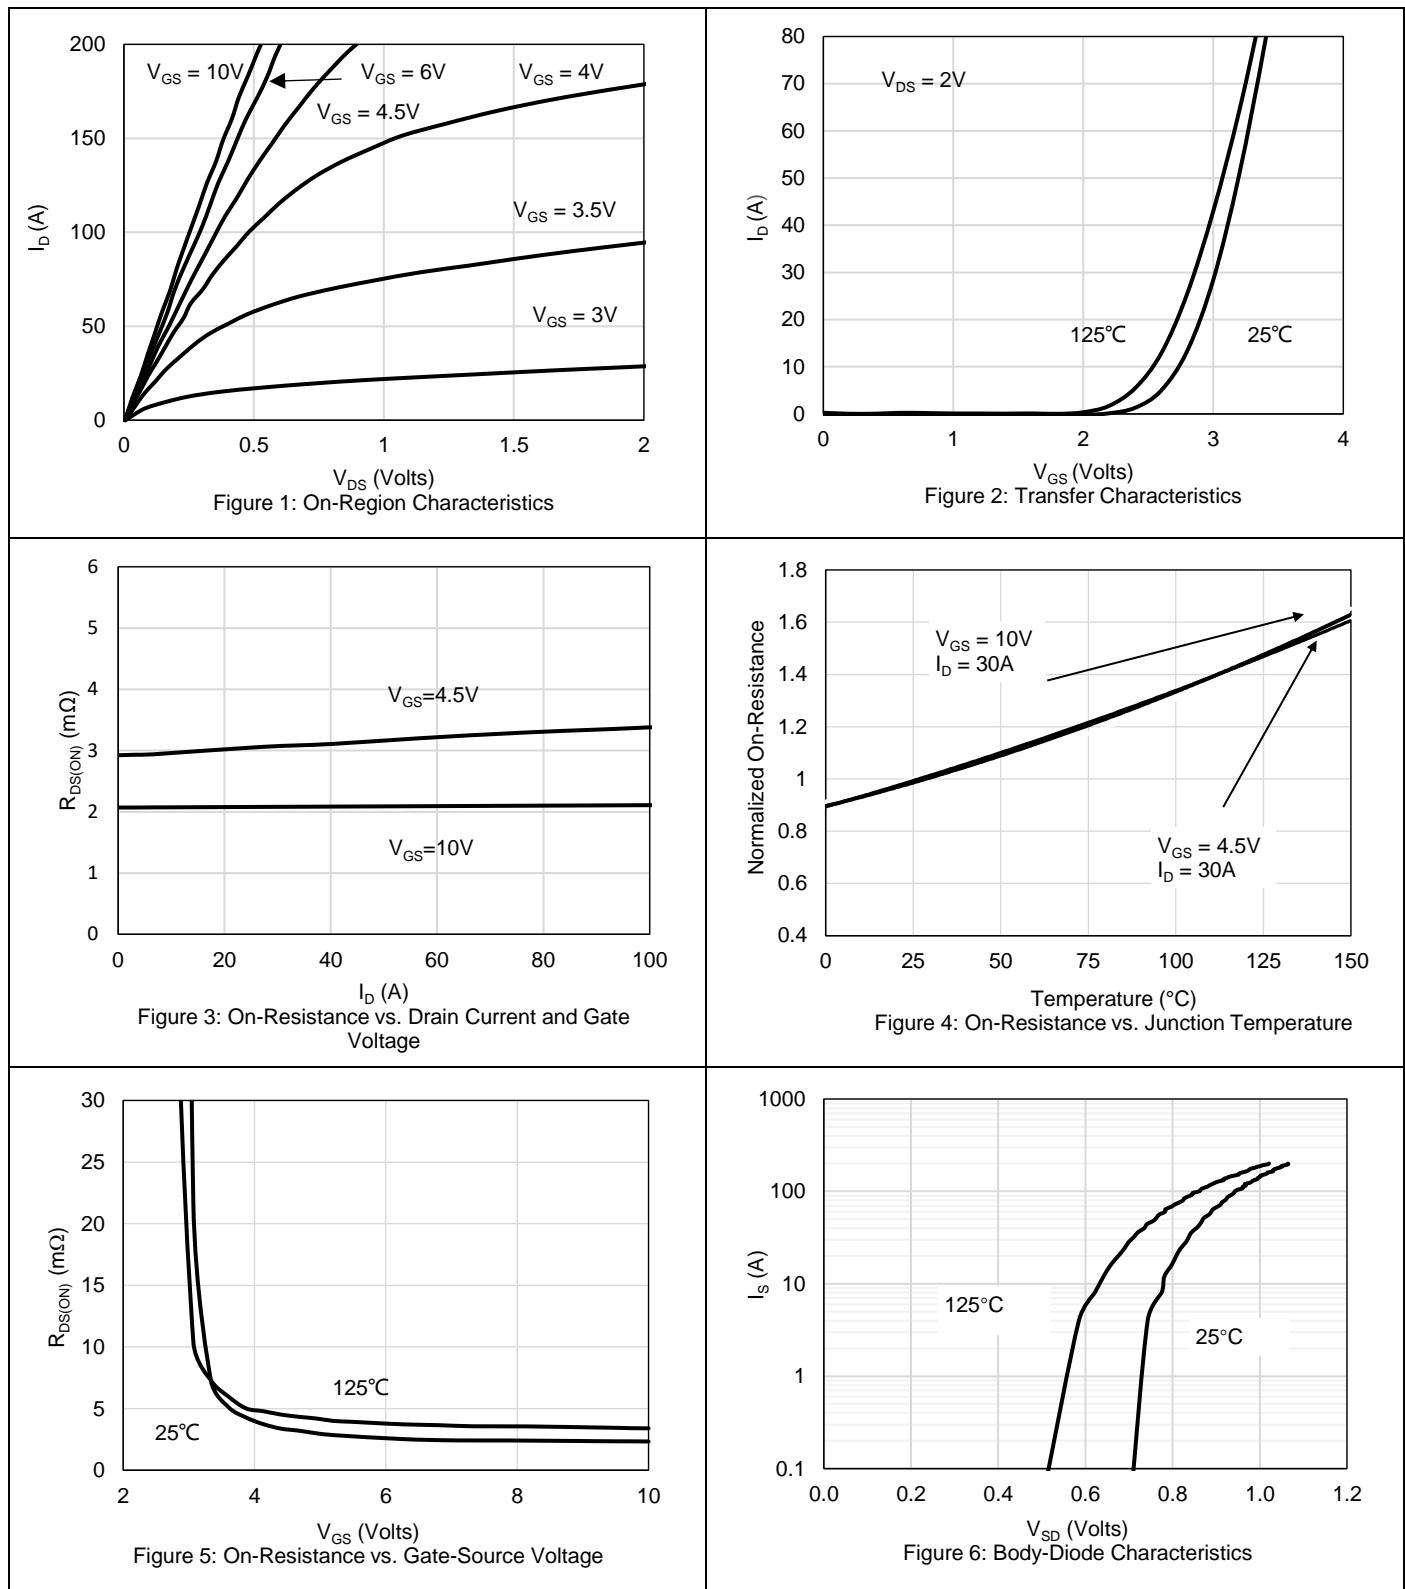 200
150
100
50
0
0 0.5 1 1.5 2
I_D (A)
V_GS = 10V
V_GS = 6V
V_GS = 4V
V_GS = 4.5V
V_GS = 3.5V
V_GS = 3V
V_DS (Volts)
Figure 1: On-Region Characteristics
80
70
60
50
40
30
20
10
0
0 1 2 3 4
I_D (A)
V_DS = 2V
125℃ 25℃
V_GS (Volts)
Figure 2: Transfer Characteristics
6
5
4
3
2
1
0
0 20 40 60 80 100
R_DS(ON) (mΩ)
V_GS=4.5V
V_GS=10V
I_D (A)
Figure 3: On-Resistance vs. Drain Current and Gate
Voltage
1.8
1.6
1.4
1.2
1
0.8
0.6
0.4
0 25 50 75 100 125 150
Normalized On-Resistance
V_GS = 10V
I_D = 30A
V_GS = 4.5V
I_D = 30A
Temperature (°C)
Figure 4: On-Resistance vs. Junction Temperature
30
25
20
15
10
5
0
2 4 6 8 10
R_DS(ON) (mΩ)
125℃
25℃
V_GS (Volts)
Figure 5: On-Resistance vs. Gate-Source Voltage
1000
100
10
1
0.1
0.0 0.2 0.4 0.6 0.8 1.0 1.2
I_S (A)
125°C
25°C
V_SD (Volts)
Figure 6: Body-Diode Characteristics